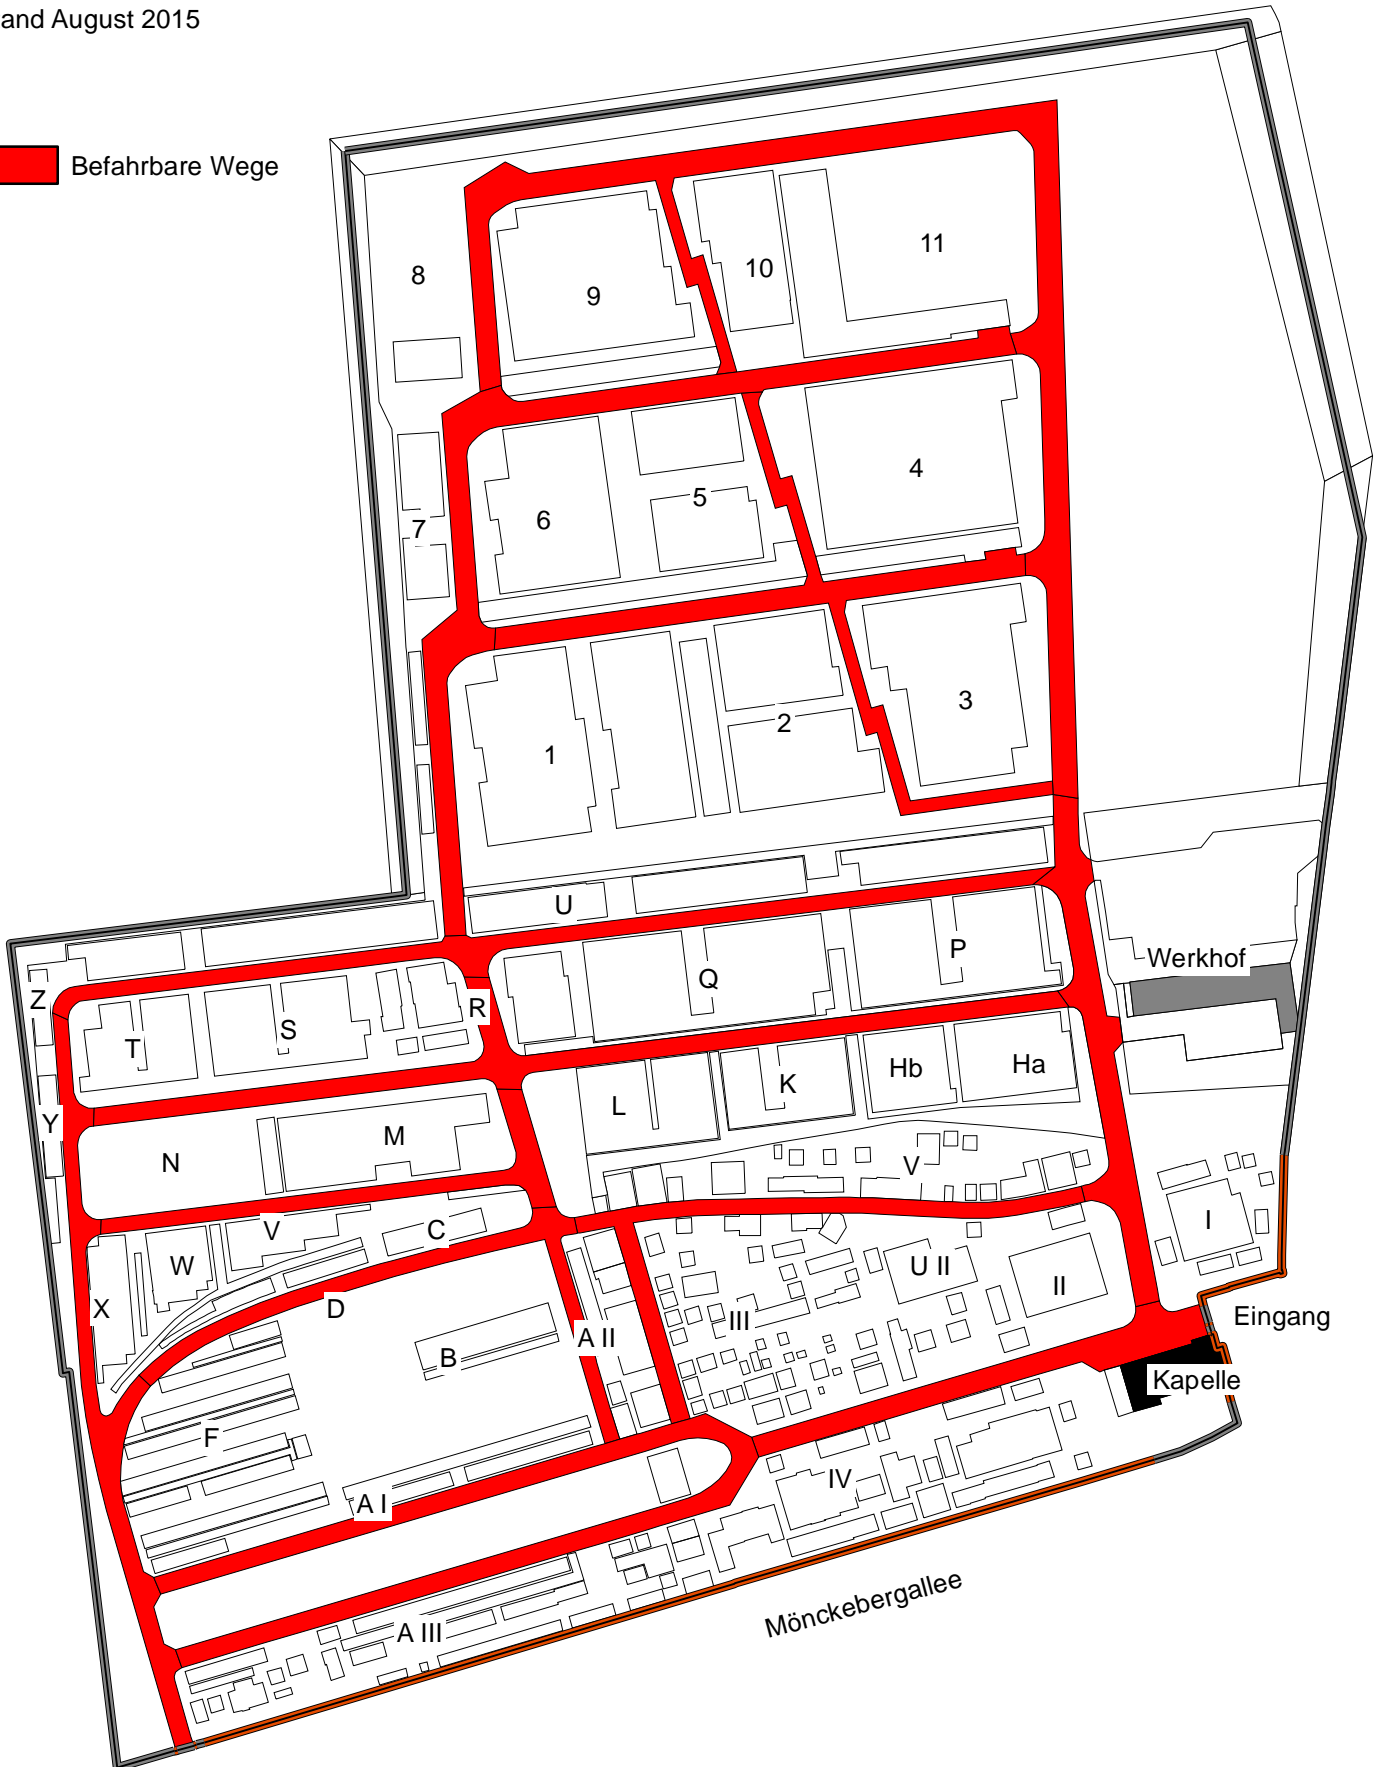 and August 2015
Befahrbare Wege
11
10
8
9
4
5
6
7
3
2
1
U
P
Werkhof
Q
Z
R
S
T
Ha
Hb
K
L
Y
M
N
V
I
V
C
W
U II
II
X
D
Eingang
III
A II
B
Kapelle
F
IV
A I
Mönckebergallee
A III